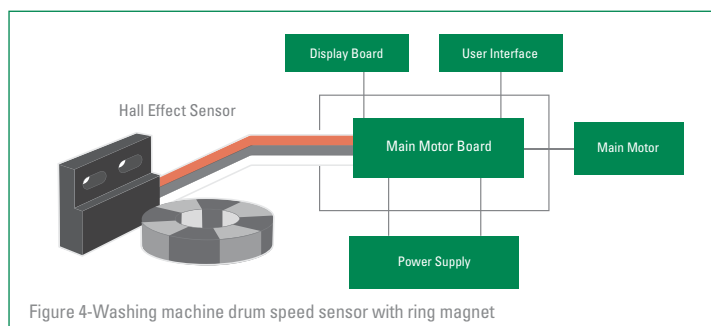 Display Board
User Interface
Hall Effect Sensor
Main Motor Board
Main Motor
Power Supply
Figure 4-Washing machine drum speed sensor with ring magnet